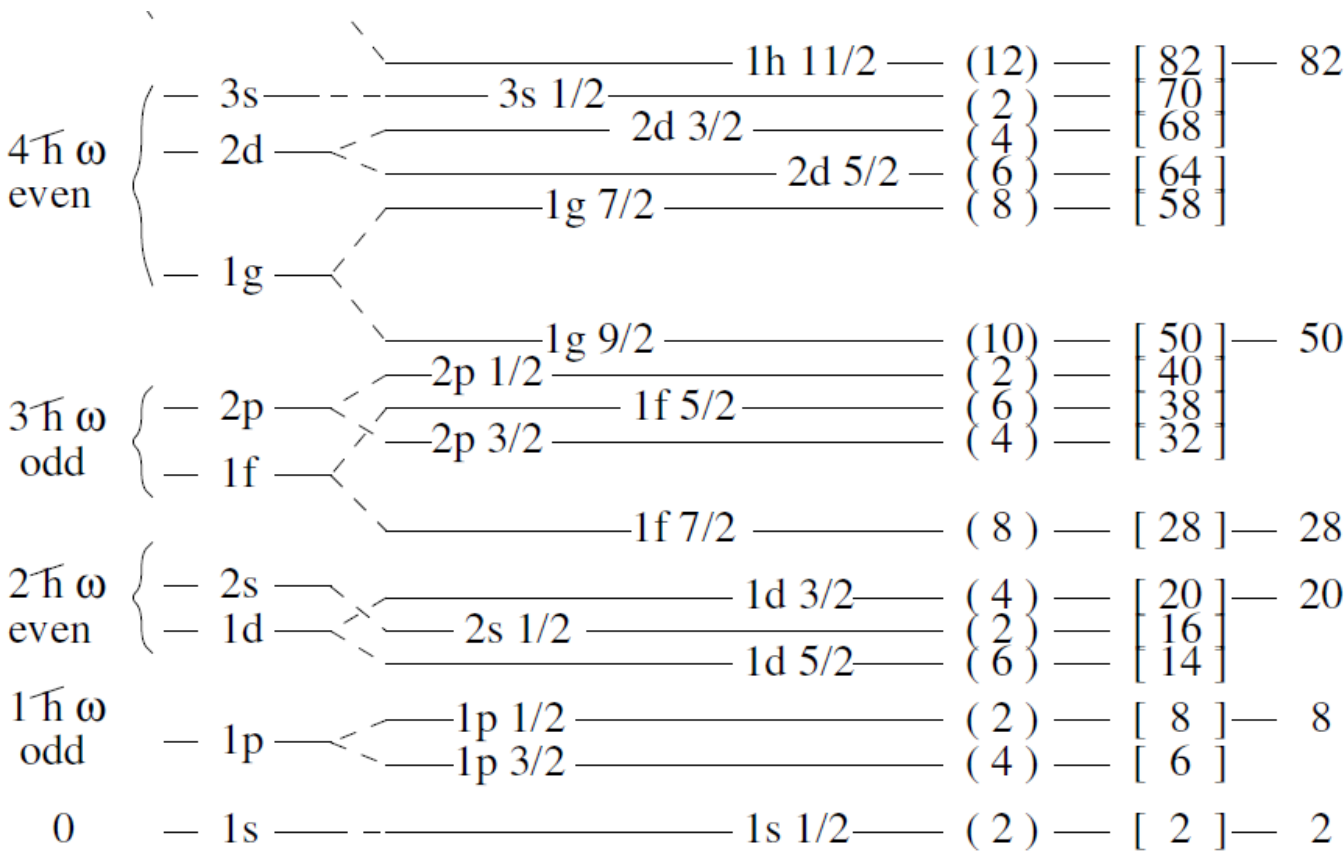 1h 11/2 (12) [ 82 ] 82
3s 3s 1/2 ( 2 ) [ 70 ]
2d 3/2 ( 4 ) [ 68 ]
4 ħ ω 2d
even 2d 5/2 ( 6 ) [ 64 ]
1g 7/2 ( 8 ) [ 58 ]
1g
1g 9/2 (10) [ 50 ] 50
2p 1/2 ( 2 ) [ 40 ]
3 ħ ω 2p 1f 5/2 ( 6 ) [ 38 ]
odd 1f 2p 3/2 ( 4 ) [ 32 ]
1f 7/2 ( 8 ) [ 28 ] 28
2 ħ ω 2s 1d 3/2 ( 4 ) [ 20 ] 20
even 1d 2s 1/2 ( 2 ) [ 16 ]
1d 5/2 ( 6 ) [ 14 ]
1 ħ ω 1p 1/2 ( 2 ) [ 8 ] 8
odd 1p 1p 3/2 ( 4 ) [ 6 ]
0 1s 1s 1/2 ( 2 ) [ 2 ] 2